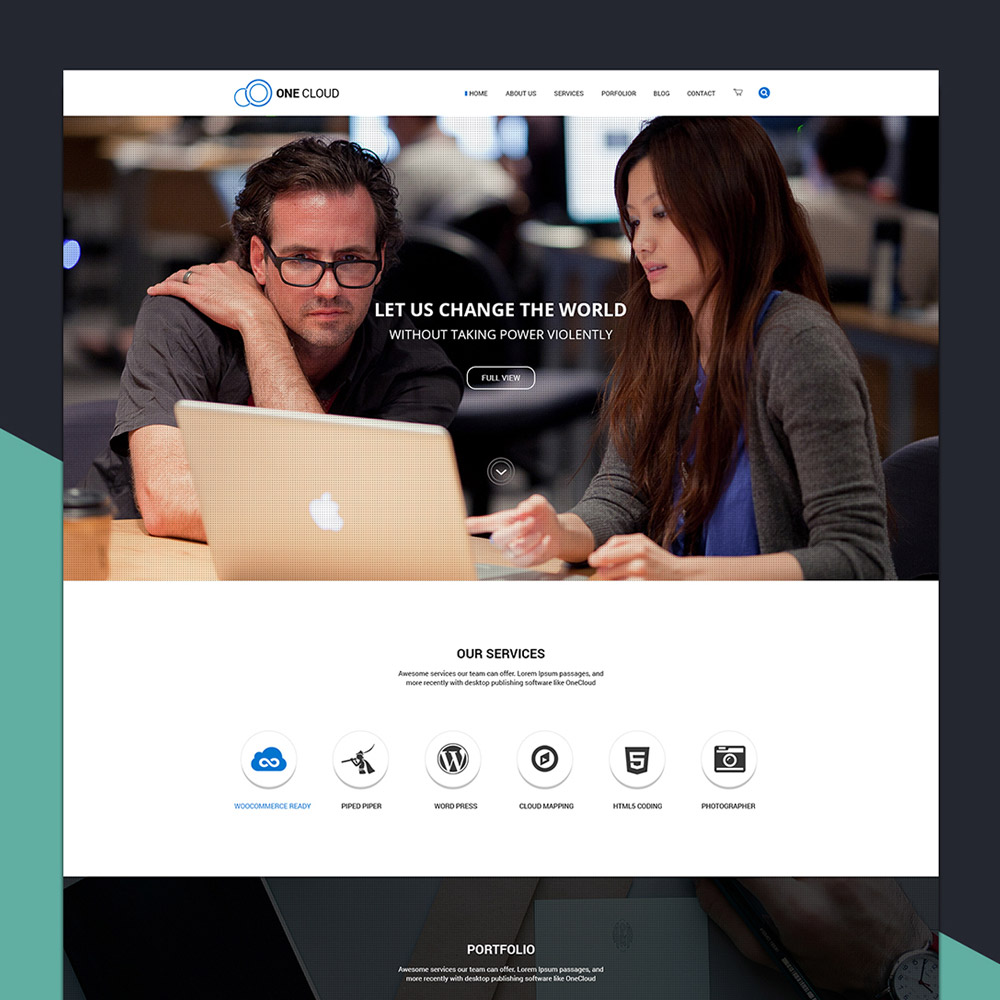 ONE CLOUD
HOME ABOUT US SERVICES PORFOLIOR BLOG CONTACT
LET US CHANGE THE WORLD
WITHOUT TAKING POWER VIOLENTLY
FULL VIEW
OUR SERVICES
Awesome services our team can offer. Lorem Ipsum passages, and
more recently with desktop publishing software like OneCloud
WOOCOMMERCE READY PIPED PIPER WORD PRESS CLOUD MAPPING HTML5 CODING PHOTOGRAPHER
PORTFOLIO
Awesome services our team can offer. Lorem Ipsum passages, and
more recently with desktop publishing software like OneCloud